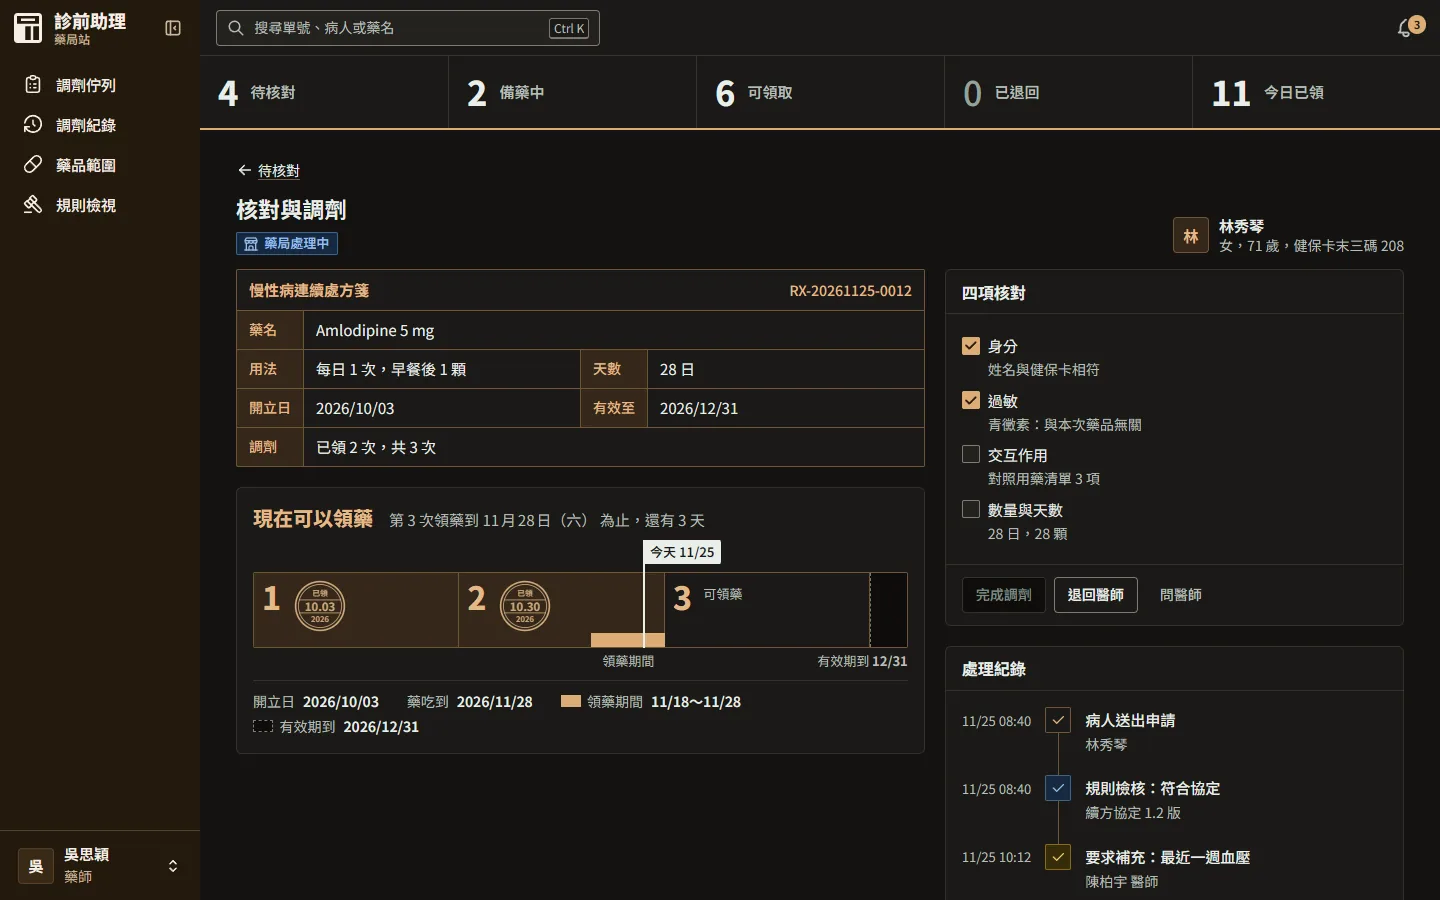 診前助理
藥局站
調劑佇列
調劑紀錄
藥品範圍
規則檢視
吳
吳思穎
藥師
搜尋單號、病人或藥名
Ctrl K
3
4 待核對
2 備藥中
6 可領取
0 已退回
11 今日已領
← 待核對
核對與調劑
藥局處理中
林
林秀琴
女，71 歲，健保卡末三碼 208
慢性病連續處方箋 RX-20261125-0012
藥名 Amlodipine 5 mg
用法 每日 1 次，早餐後 1 顆 天數 28 日
開立日 2026/10/03 有效至 2026/12/31
調劑 已領 2 次，共 3 次
現在可以領藥 第 3 次領藥到 11月28日（六） 為止，還有 3 天
今天 11/25
1 已領 10.03 2026
2 已領 10.30 2026
3 可領藥
領藥期間
有效期到 12/31
開立日 2026/10/03 藥吃到 2026/11/28 領藥期間 11/18～11/28
有效期到 2026/12/31
四項核對
身分
姓名與健保卡相符
過敏
青黴素：與本次藥品無關
交互作用
對照用藥清單 3 項
數量與天數
28 日，28 顆
完成調劑 退回醫師 問醫師
處理紀錄
11/25 08:40 病人送出申請
林秀琴
11/25 08:40 規則檢核：符合協定
續方協定 1.2 版
11/25 10:12 要求補充：最近一週血壓
陳柏宇 醫師